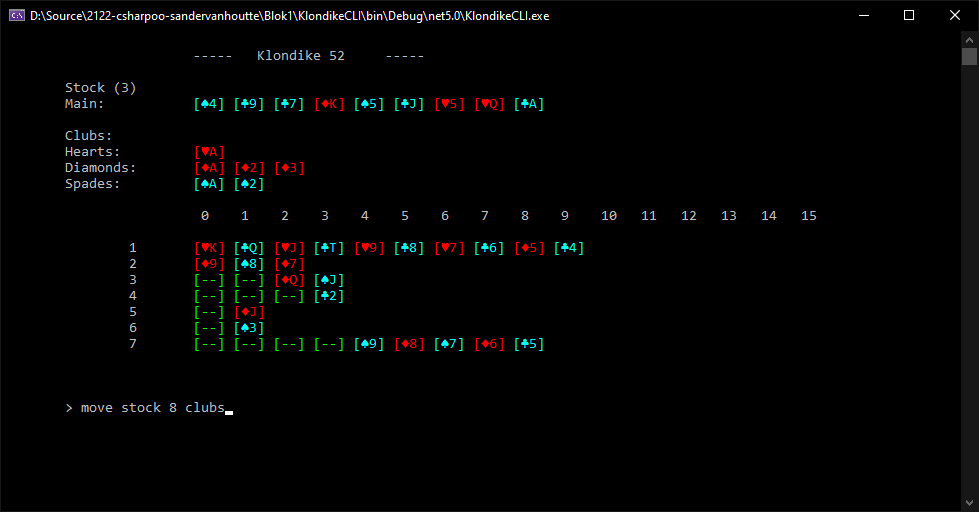 D:\Source\2122-csharpoo-sandervanhoutte\Blok1\KlondikeCLI\bin\Debug\net5.0\KlondikeCLI.exe
----- Klondike 52 -----
Stock (3)
Main: [♠4] [♣9] [♣7] [♦K] [♠5] [♣J] [♥5] [♥Q] [♣A]
Clubs:
Hearts: [♥A]
Diamonds: [♦A] [♦2] [♦3]
Spades: [♠A] [♠2]
0 1 2 3 4 5 6 7 8 9 10 11 12 13 14 15
1 [♥K] [♣Q] [♥J] [♣T] [♥9] [♣8] [♥7] [♣6] [♦5] [♣4]
2 [♦9] [♠8] [♦7]
3 [--] [--] [♦Q] [♠J]
4 [--] [--] [--] [♣2]
5 [--] [♦J]
6 [--] [♠3]
7 [--] [--] [--] [--] [♠9] [♦8] [♠7] [♦6] [♣5]
> move stock 8 clubs